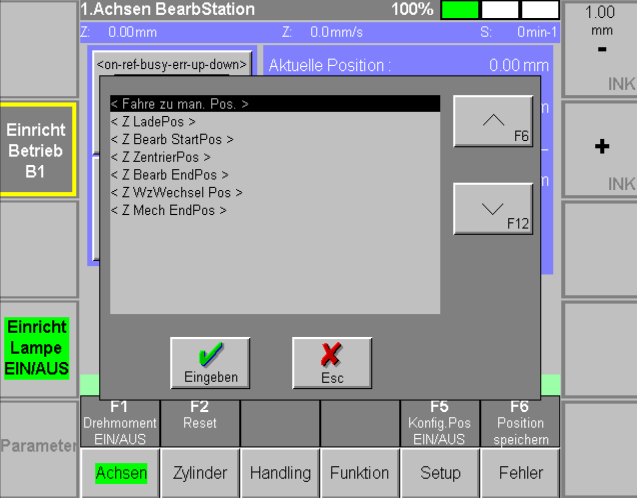 1.Achsen BearbStation 100%
Z: 0.00mm Z: 0.0mm/s S: 0min-1
1.00
mm
-
INK
<on-ref-busy-err-up-down>
Aktuelle Position : 0.00 mm
Einricht
Betrieb
B1
+
INK
< Fahre zu man. Pos. >
< Z LadePos >
< Z Bearb StartPos >
< Z ZentrierPos >
< Z Bearb EndPos >
< Z WzWechsel Pos >
< Z Mech EndPos >
F6
F12
Einricht
Lampe
EIN/AUS
Eingeben
Esc
Parameter
F1
Drehmoment
EIN/AUS
F2
Reset
F5
Konfig.Pos
EIN/AUS
F6
Position
speichern
Achsen
Zylinder
Handling
Funktion
Setup
Fehler